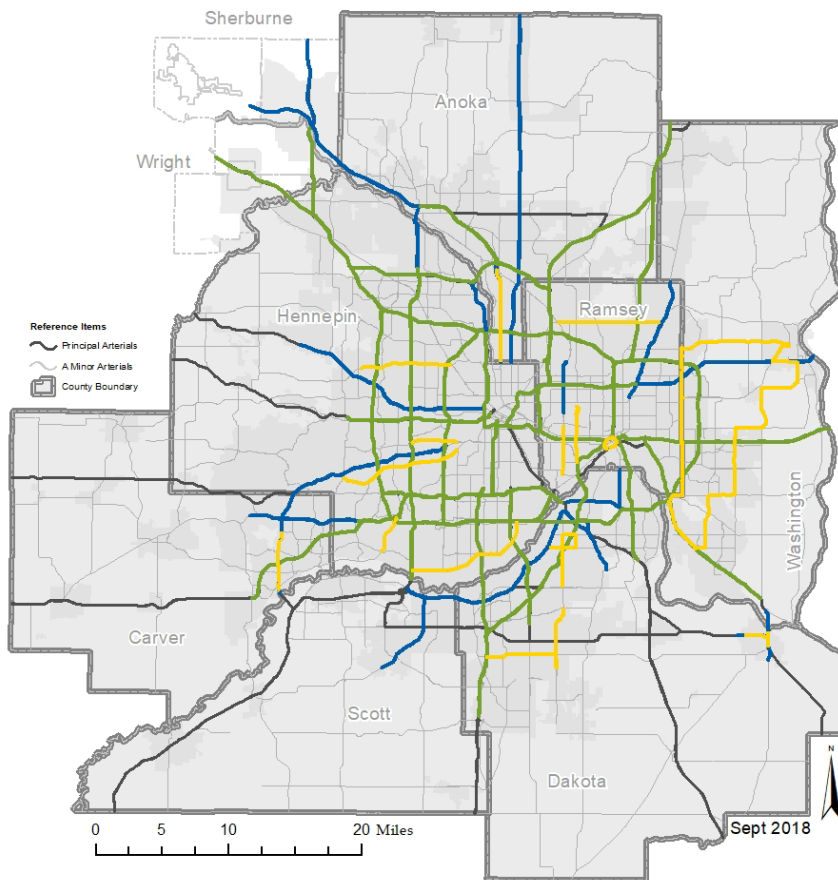 Sherburne
Anoka
Wright
Hennepin
Ramsey
Reference Items
Principal Arterials
A Minor Arterials
County Boundary
Washington
Carver
Scott
Dakota
N
Sept 2018
0 5 10 20 Miles